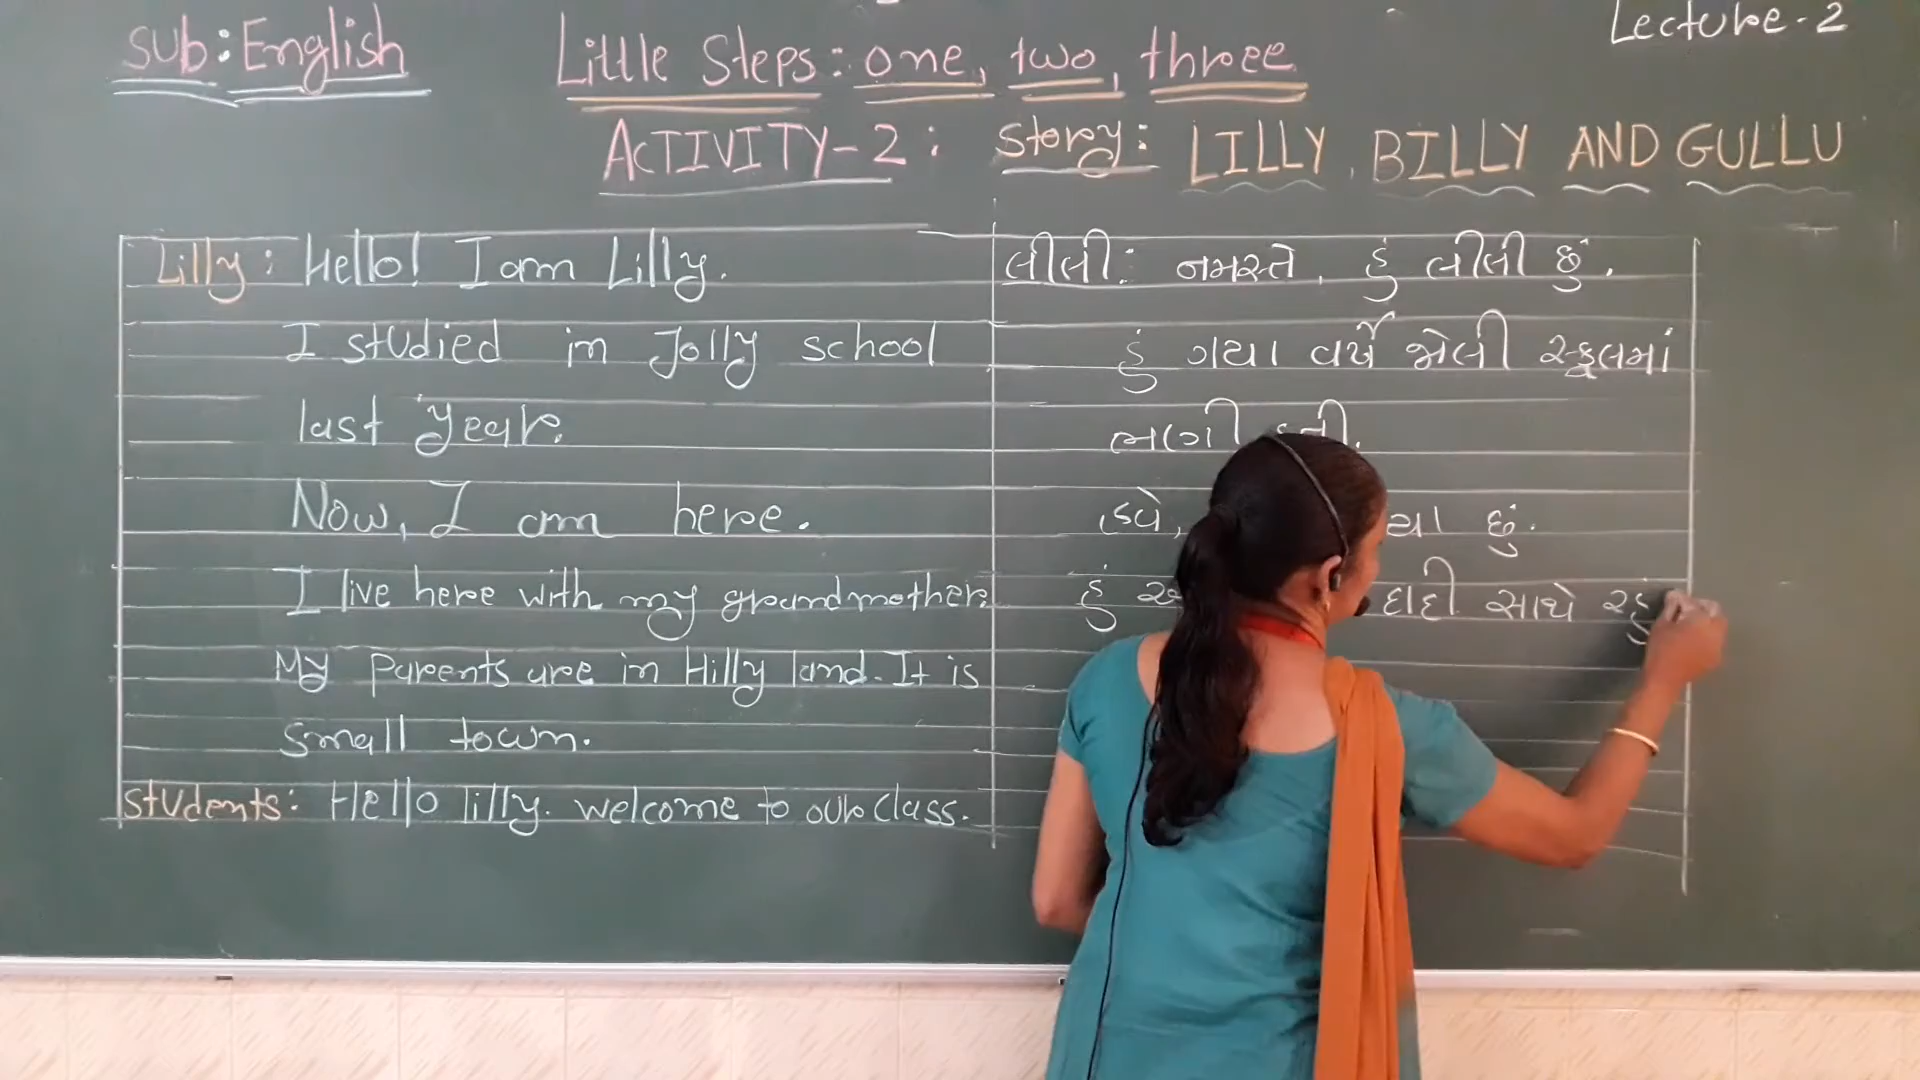 Sub: English
Little Steps: one, two, three
Lecture-2
ACTIVITY-2: Story: LILLY, BILLY AND GULLU
Lilly: Hello! I am Lilly.
I studied in Jolly school
last year.
Now, I am here.
I live here with my grandmother.
My Parents are in Hilly land. It is
small town.
students: Hello lilly. welcome to our class.
લીલી: નમસ્તે, હું લીલી છું.
હું ગયા વર્ષે જોલી સ્કૂલમાં
ભણી હતી.
હવે, છું.
હું દાદી સાથે રહું